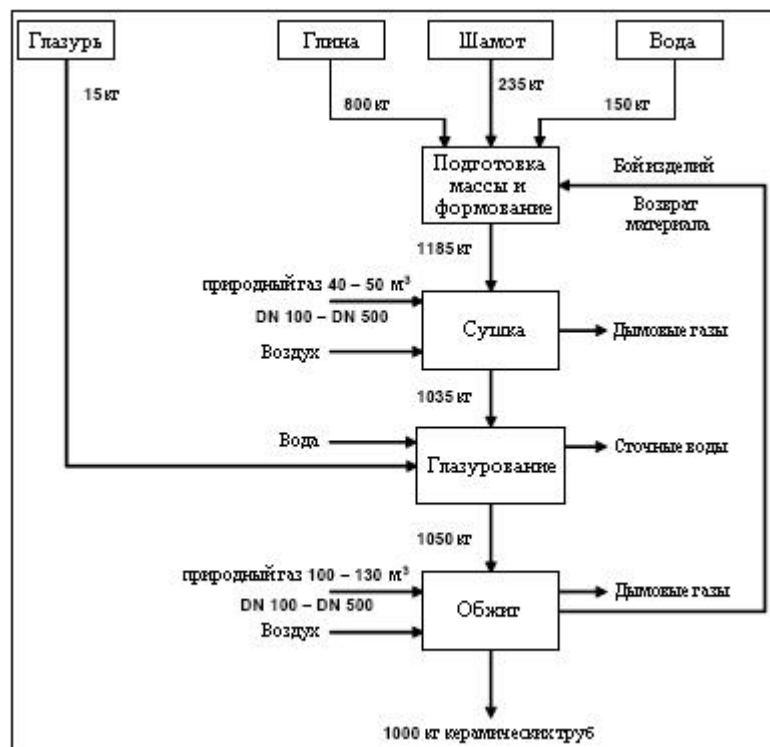 Глазурь
Глина
Шамот
Вода
15 кг
800 кг
235 кг
150 кг
Подготовка
массы и
формование
Бой изделий
Возврат
материала
1185 кг
природный газ 40 – 50 м³
DN 100 – DN 500
Воздух
Сушка
Дымовые газы
1035 кг
Вода
Глазурование
Сточные воды
1050 кг
природный газ 100 – 130 м³
DN 100 – DN 500
Воздух
Обжиг
Дымовые газы
1000 кг керамических труб